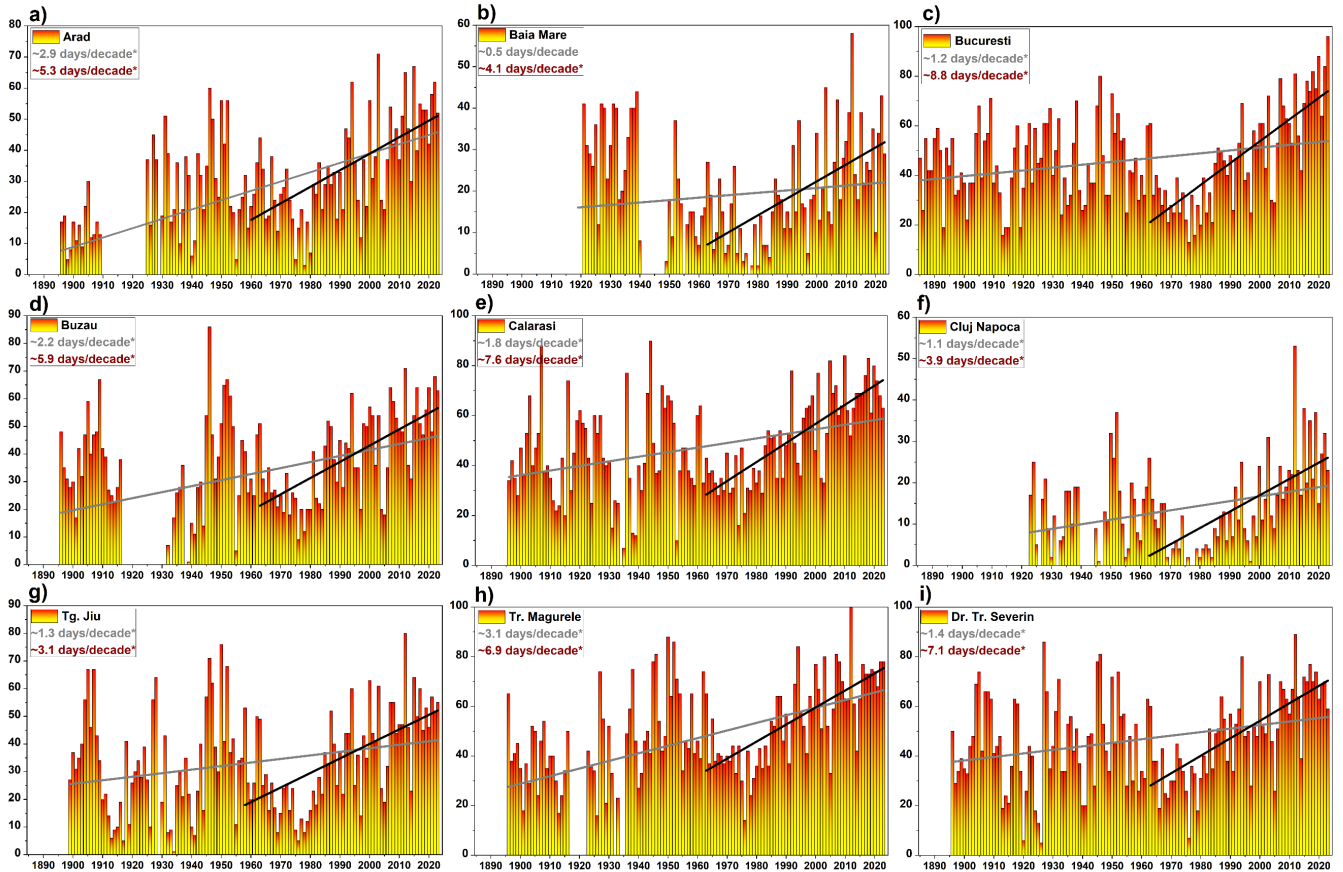 a)
Arad
~2.9 days/decade*
~5.3 days/decade*
80
70
60
50
40
30
20
10
0
1890 1900 1910 1920 1930 1940 1950 1960 1970 1980 1990 2000 2010 2020
b)
Baia Mare
~0.5 days/decade
~4.1 days/decade*
60
50
40
30
20
10
0
1890 1900 1910 1920 1930 1940 1950 1960 1970 1980 1990 2000 2010 2020
c)
Bucuresti
~1.2 days/decade*
~8.8 days/decade*
100
80
60
40
20
0
1890 1900 1910 1920 1930 1940 1950 1960 1970 1980 1990 2000 2010 2020
d)
Buzau
~2.2 days/decade*
~5.9 days/decade*
90
80
70
60
50
40
30
20
10
0
1890 1900 1910 1920 1930 1940 1950 1960 1970 1980 1990 2000 2010 2020
e)
Calarasi
~1.8 days/decade*
~7.6 days/decade*
100
80
60
40
20
0
1890 1900 1910 1920 1930 1940 1950 1960 1970 1980 1990 2000 2010 2020
f)
Cluj Napoca
~1.1 days/decade*
~3.9 days/decade*
60
50
40
30
20
10
0
1890 1900 1910 1920 1930 1940 1950 1960 1970 1980 1990 2000 2010 2020
g)
Tg. Jiu
~1.3 days/decade*
~3.1 days/decade*
90
80
70
60
50
40
30
20
10
0
1890 1900 1910 1920 1930 1940 1950 1960 1970 1980 1990 2000 2010 2020
h)
Tr. Magurele
~3.1 days/decade*
~6.9 days/decade*
100
80
60
40
20
0
1890 1900 1910 1920 1930 1940 1950 1960 1970 1980 1990 2000 2010 2020
i)
Dr. Tr. Severin
~1.4 days/decade*
~7.1 days/decade*
100
80
60
40
20
0
1890 1900 1910 1920 1930 1940 1950 1960 1970 1980 1990 2000 2010 2020